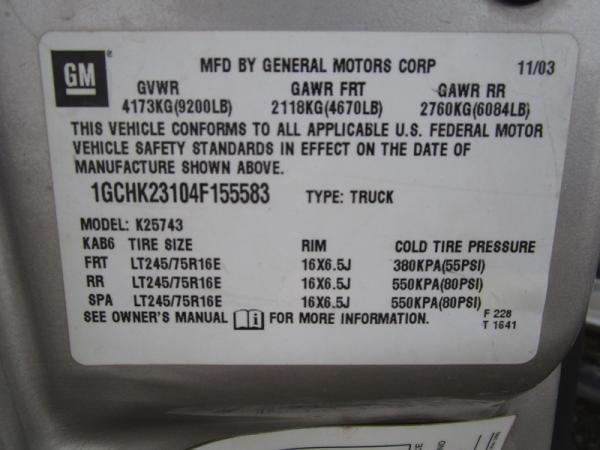 GM
MFD BY GENERAL MOTORS CORP 11/03
GVWR GAWR FRT GAWR RR
4173KG(9200LB) 2118KG(4670LB) 2760KG(6084LB)
THIS VEHICLE CONFORMS TO ALL APPLICABLE U.S. FEDERAL MOTOR
VEHICLE SAFETY STANDARDS IN EFFECT ON THE DATE OF
MANUFACTURE SHOWN ABOVE.
1GCHK23104F155583 TYPE: TRUCK
MODEL: K25743
KAB6 TIRE SIZE RIM COLD TIRE PRESSURE
FRT LT245/75R16E 16X6.5J 380KPA(55PSI)
RR LT245/75R16E 16X6.5J 550KPA(80PSI)
SPA LT245/75R16E 16X6.5J 550KPA(80PSI)
SEE OWNER'S MANUAL FOR MORE INFORMATION. F 228
T 1641